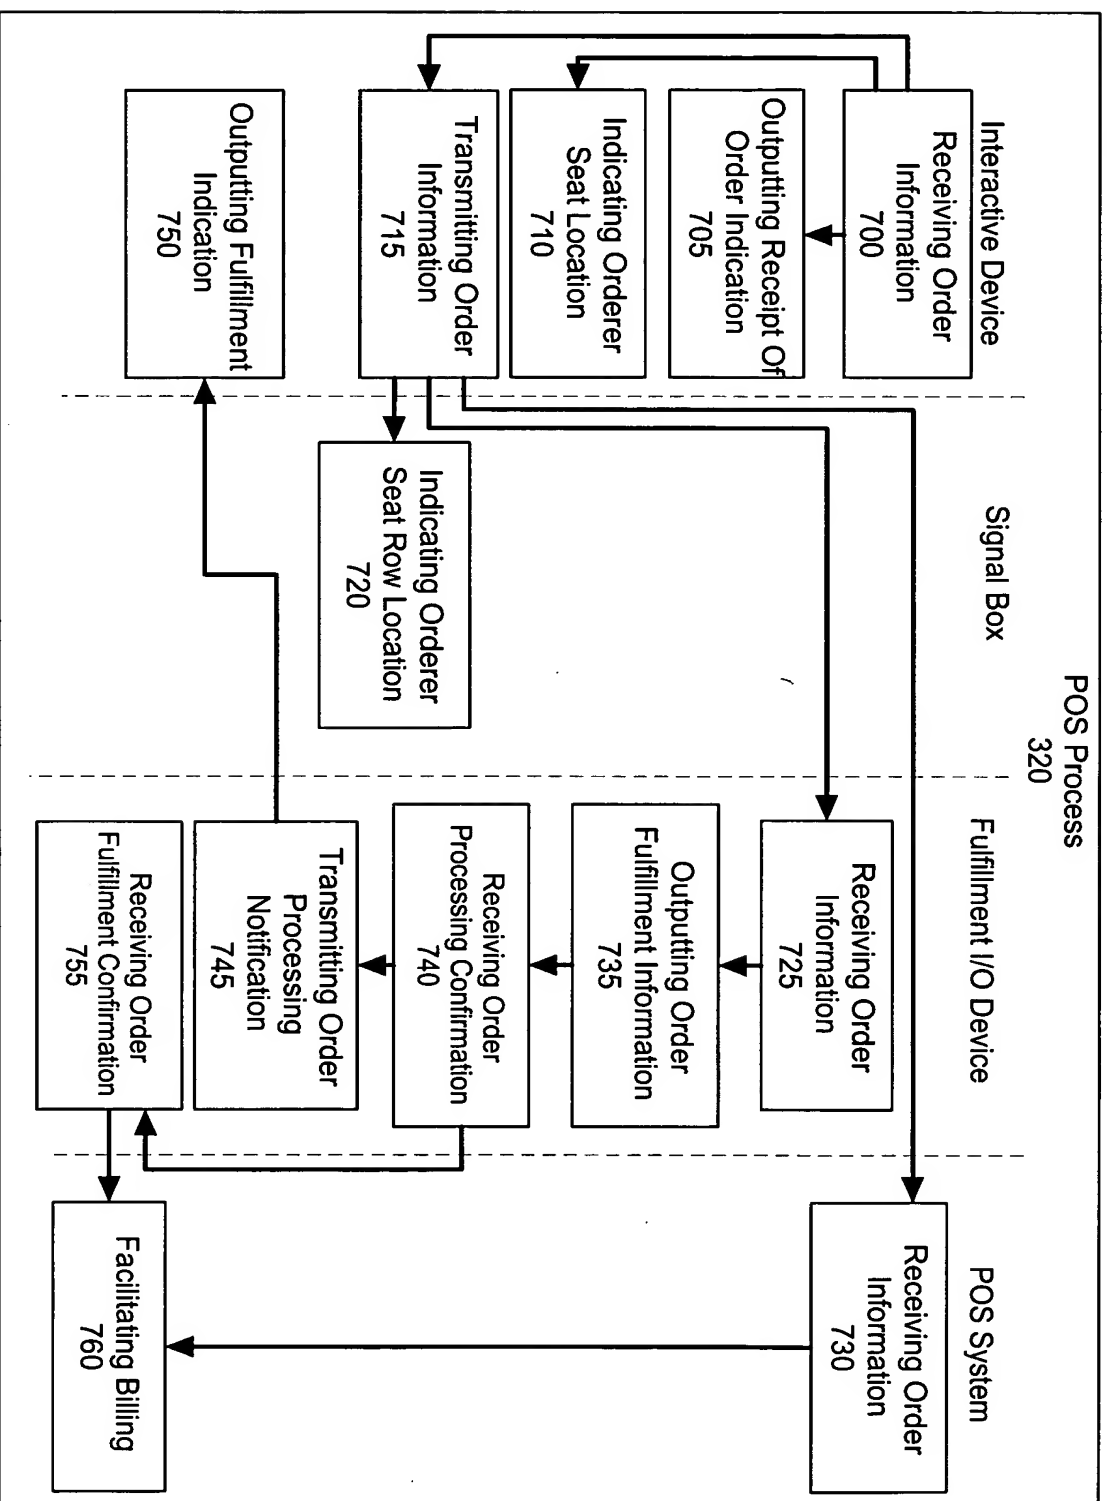 POS Process
320
Interactive Device
Signal Box
Fulfillment I/O Device
POS System
Receiving Order
Information
700
Outputting Receipt Of
Order Indication
705
Indicating Orderer
Seat Location
710
Transmitting Order
Information
715
Outputting Fulfillment
Indication
750
Indicating Orderer
Seat Row Location
720
Receiving Order
Information
725
Outputting Order
Fulfillment Information
735
Receiving Order
Processing Confirmation
740
Transmitting Order
Processing
Notification
745
Receiving Order
Fulfillment Confirmation
755
Receiving Order
Information
730
Facilitating Billing
760